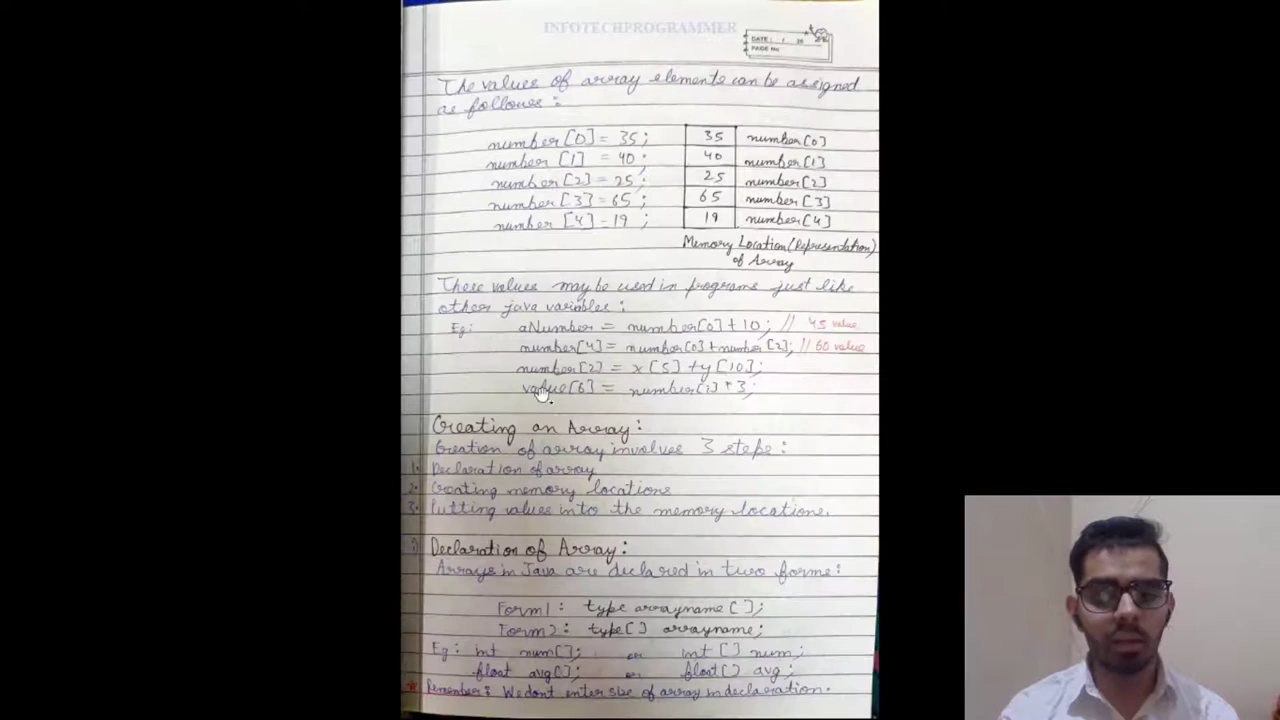 INFOTECHPROGRAMMER
DATE: / 20
PAGE No
The values of array elements can be assigned
as follows:
number[0] = 35;
number [1] = 40;
number [2] = 25;
number [3] = 65;
number [4] = 19;
35 number[0]
40 number[1]
25 number[2]
65 number[3]
19 number[4]
Memory Location (Representation)
of Array
These values may be used in programs just like
other java variables:
Eg: aNumber = number[0] + 10; // 45 value
number[4] = number[0] + number [2]; // 60 value
number[2] = x[5] + y[10];
value[6] = number[2] * 3;
Creating an Array:
Creation of array involves 3 steps:
1. Declaration of array
2. Creating memory locations
3. Putting values into the memory locations.
Declaration of Array:
Arrays in Java are declared in two forms:
Form1: type arrayname [];
Form2: type[] arrayname;
Eg: int num[]; or int [] num;
float avg[]; or float[] avg;
* Remember: We dont enter size of array in declaration.